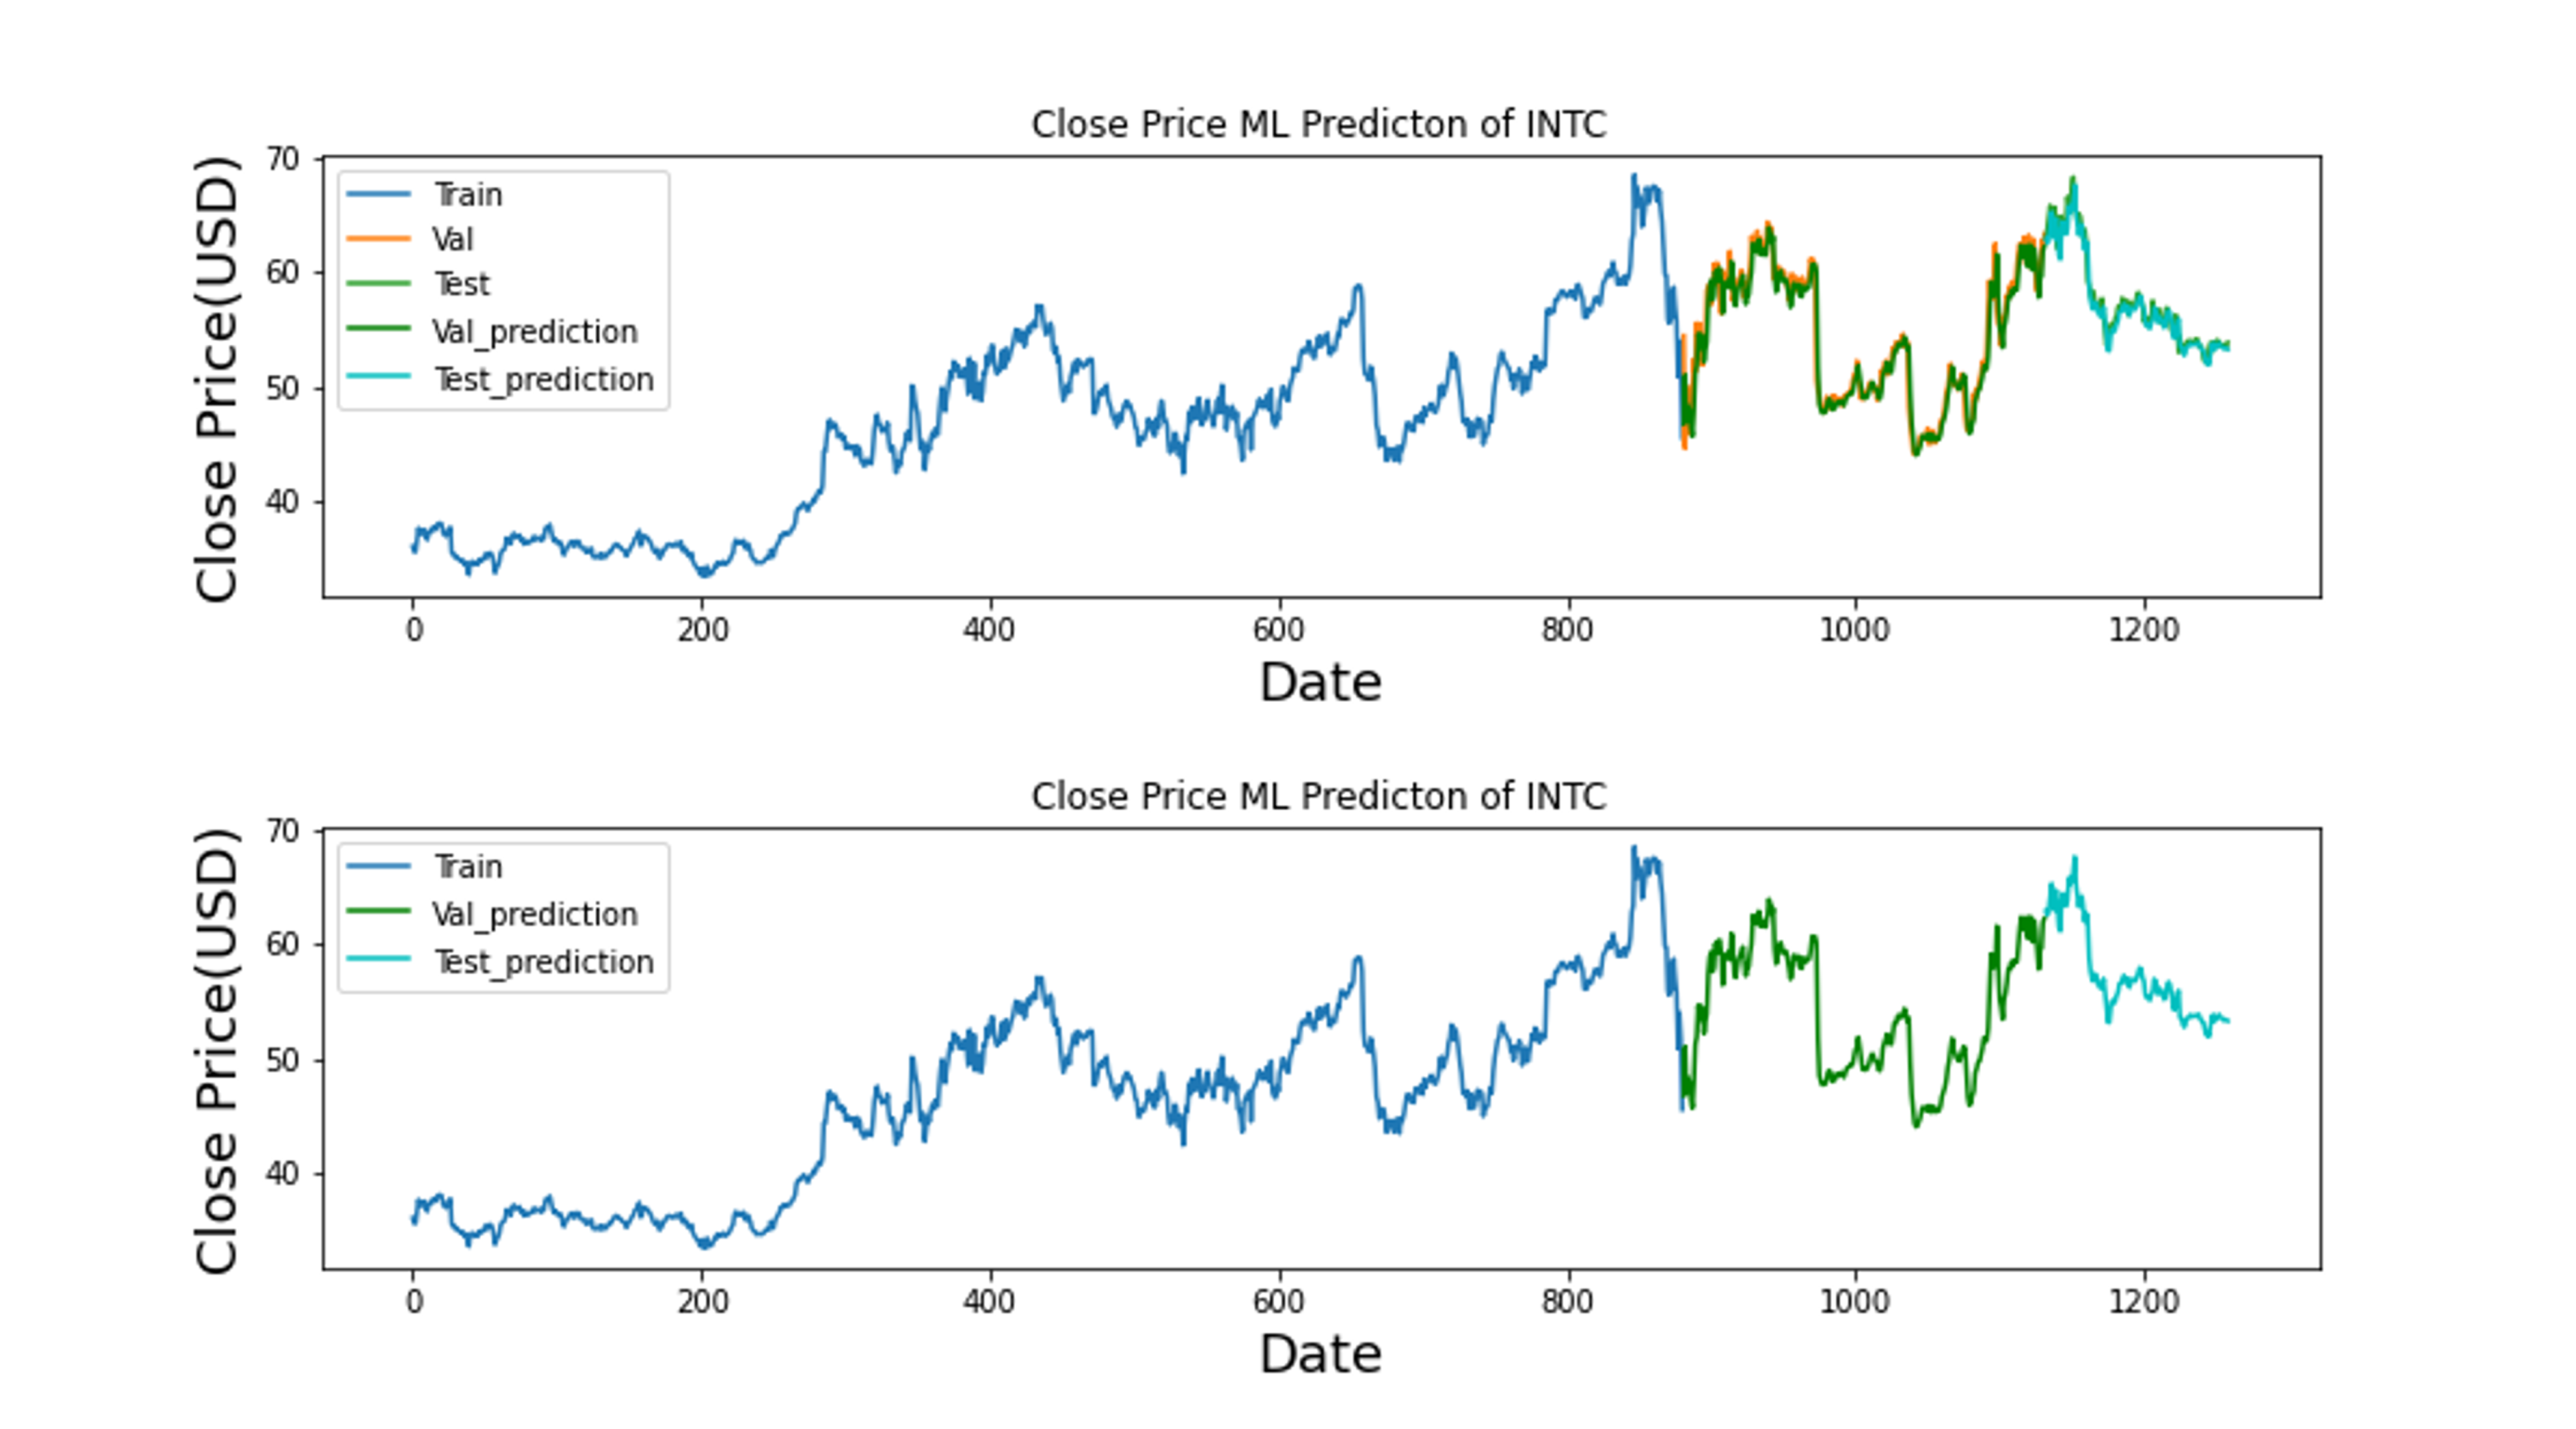 Close Price ML Predicton of INTC
Close Price(USD)
70
60
50
40
Train
Val
Test
Val_prediction
Test_prediction
0 200 400 600 800 1000 1200
Date
Close Price ML Predicton of INTC
Close Price(USD)
70
60
50
40
Train
Val_prediction
Test_prediction
0 200 400 600 800 1000 1200
Date